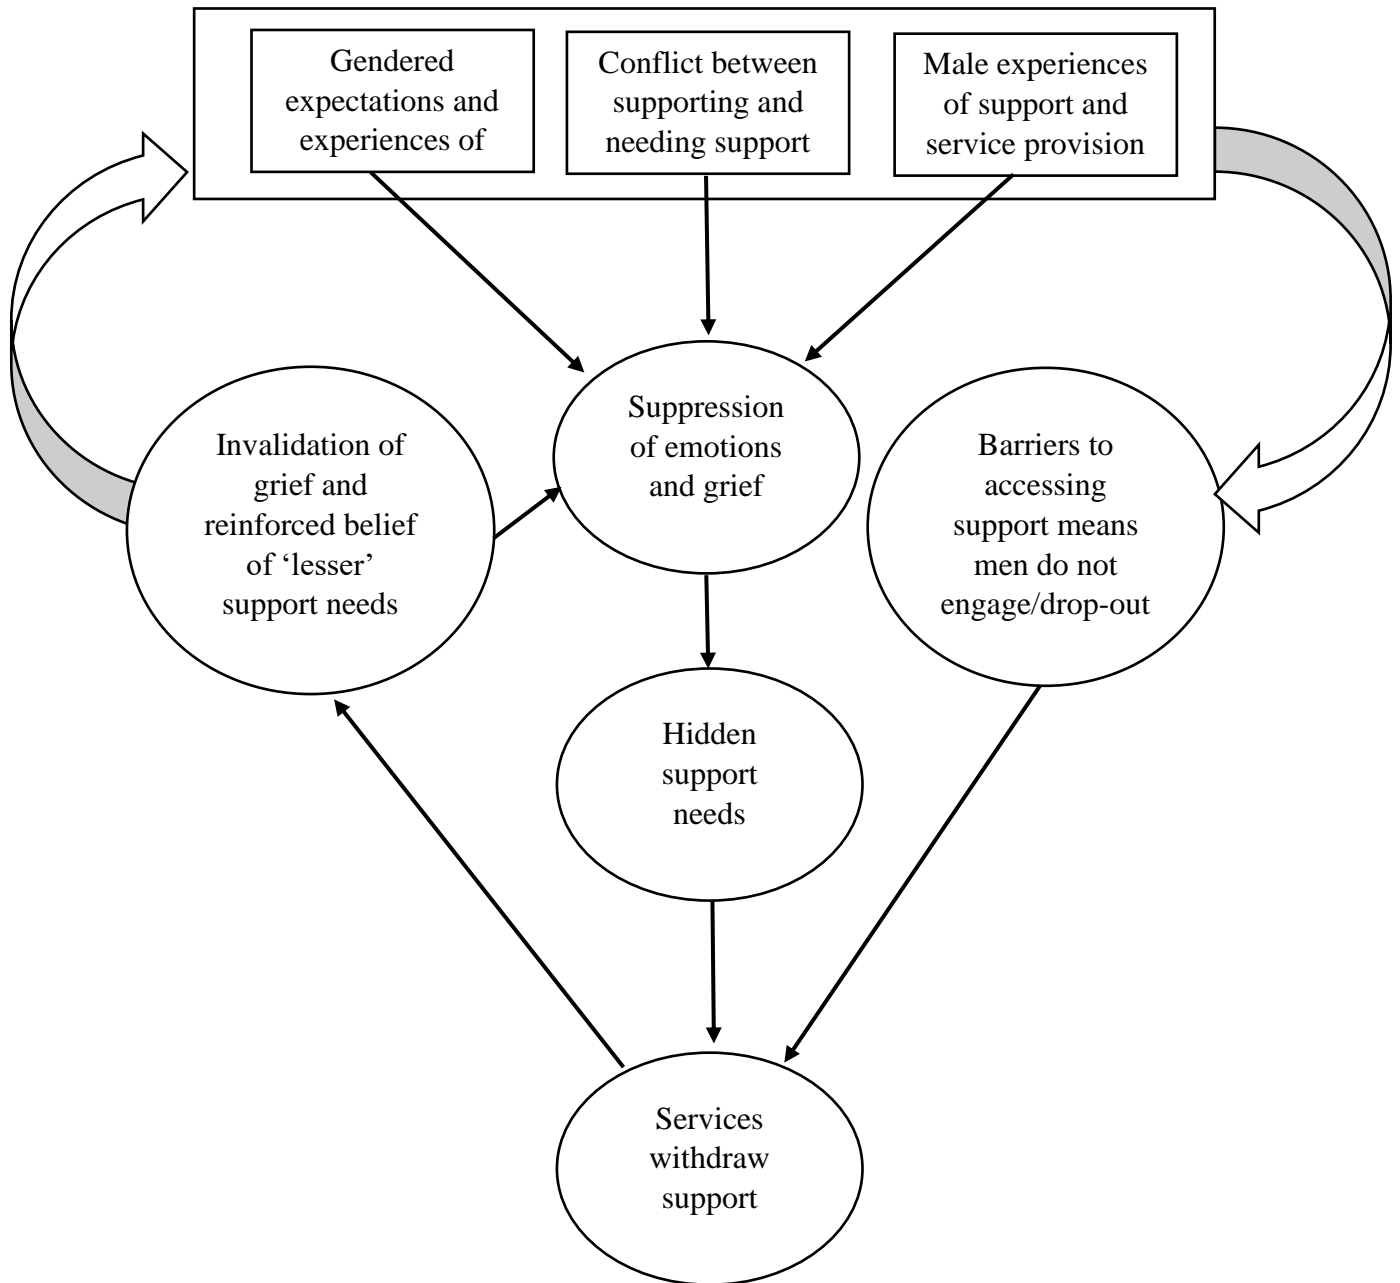 Gendered
expectations and
experiences of
Conflict between
supporting and
needing support
Male experiences
of support and
service provision
Suppression
of emotions
and grief
Invalidation of
grief and
reinforced belief
of ‘lesser’
support needs
Barriers to
accessing
support means
men do not
engage/drop-out
Hidden
support
needs
Services
withdraw
support